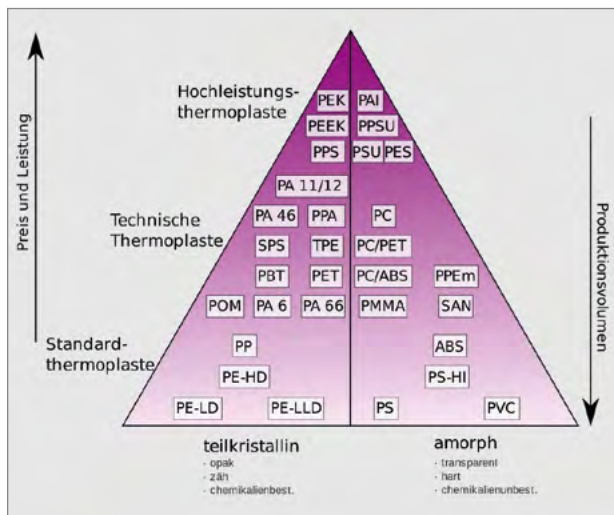 Preis und Leistung
Hochleistungs-
thermoplaste
PEK PAI
PEEK PPSU
PPS PSU PES
PA 11/12
Technische
Thermoplaste
PA 46 PPA PC
SPS TPE PC/PET
PBT PET PC/ABS PPEm
POM PA 6 PA 66 PMMA SAN
Standard-
thermoplaste
PP ABS
PE-HD PS-HI
PE-LD PE-LLD PS PVC
Produktionsvolumen
teilkristallin
· opak
· zäh
· chemikalienbest.
amorph
· transparent
· hart
· chemikalienunbest.